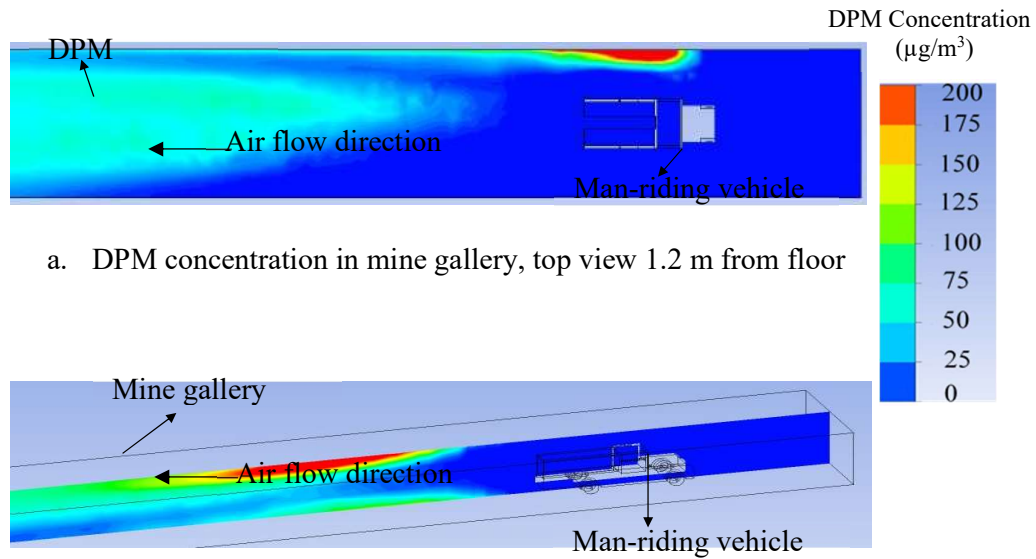 DPM Concentration
(µg/m³)
DPM
Air flow direction
Man-riding vehicle
200
175
150
125
100
75
50
25
0
a. DPM concentration in mine gallery, top view 1.2 m from floor
Mine gallery
Air flow direction
Man-riding vehicle